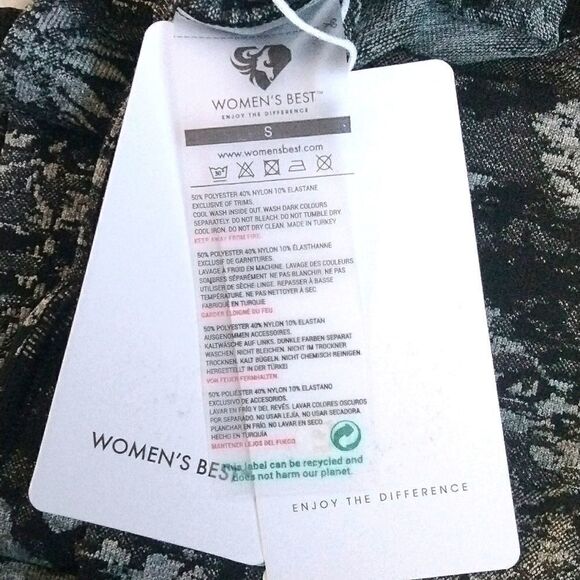 WOMEN'S BEST™
ENJOY THE DIFFERENCE
S
www.womensbest.com
30°
50% POLYESTER 40% NYLON 10% ELASTANE
EXCLUSIVE OF TRIMS,
COOL WASH INSIDE OUT. WASH DARK COLOURS
SEPARATELY. DO NOT BLEACH. DO NOT TUMBLE DRY.
COOL IRON, DO NOT DRY CLEAN. MADE IN TURKEY
KEEP AWAY FROM FIRE.
50% POLYESTER 40% NYLON 10% ÉLASTHANNE
EXCLUSIF DE GARNITURES.
LAVAGE À FROID EN MACHINE. LAVAGE DES COULEURS
SOMBRES SÉPARÉMENT. NE PAS BLANCHIR. NE PAS
UTILISER DE SÈCHE-LINGE. REPASSER À BASSE
TEMPÉRATURE. NE PAS NETTOYER À SEC
FABRIQUÉ EN TURQUIE
GARDER ÉLOIGNÉ DU FEU
50% POLYESTER 40% NYLON 10% ELASTAN
AUSGENOMMEN ACCESSOIRES.
KALTWÄSCHE AUF LINKS. DUNKLE FARBEN SEPARAT
WASCHEN. NICHT BLEICHEN. NICHT IM TROCKNER
TROCKNEN. KALT BÜGELN. NICHT CHEMISCH REINIGEN.
HERGESTELLT IN DER TÜRKEI
VON FEUER FERNHALTEN.
50% POLIÉSTER 40% NYLON 10% ELASTANO
EXCLUSIVO DE ACCESORIOS.
LAVAR EN FRÍO Y DEL REVÉS. LAVAR COLORES OSCUROS
POR SEPARADO. NO USAR LEJÍA. NO USAR SECADORA.
PLANCHAR EN FRÍO. NO LAVAR EN SECO.
HECHO EN TURQUÍA
MANTENER LEJOS DEL FUEGO
This label can be recycled and
does not harm our planet.
WOMEN'S BEST
ENJOY THE DIFFERENCE